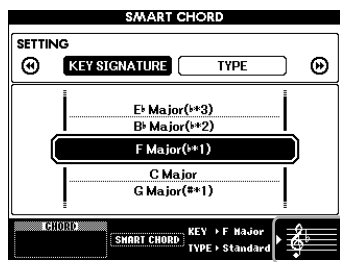 SMART CHORD
SETTING
KEY SIGNATURE TYPE
E♭ Major(♭*3)
B♭ Major(♭*2)
F Major(♭*1)
C Major
G Major(#*1)
CHORD
SMART CHORD
KEY ▸ F Major
TYPE ▸ Standard